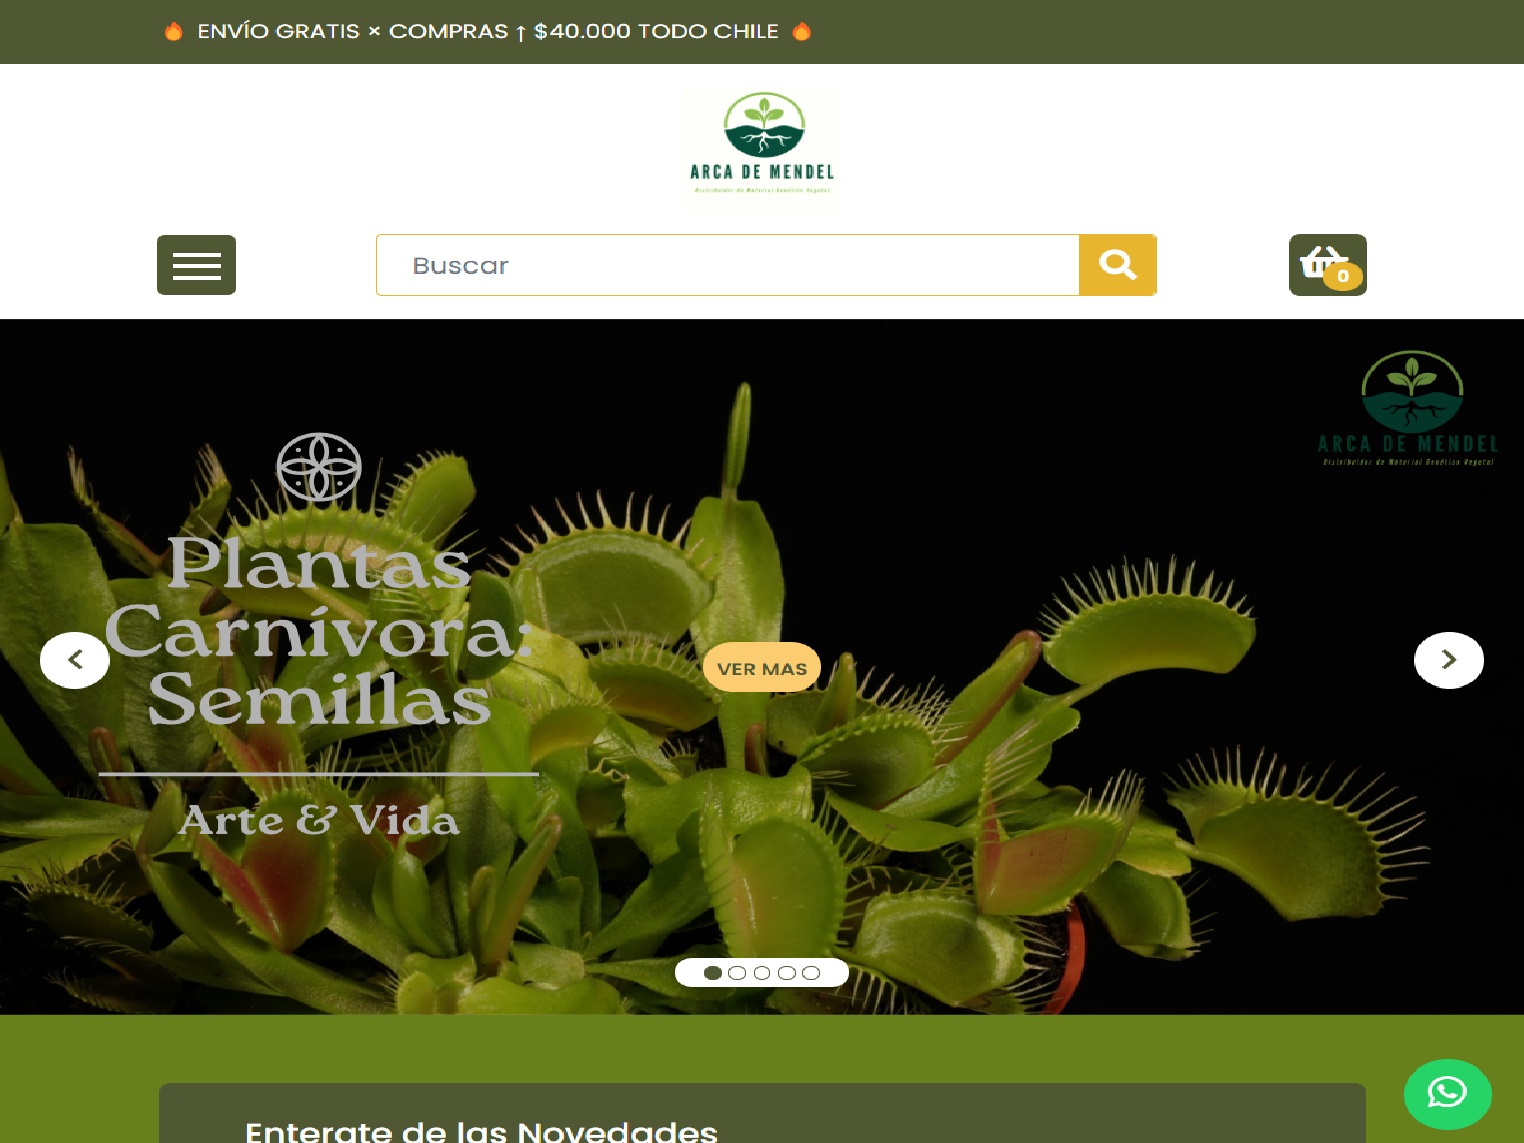 ENVÍO GRATIS × COMPRAS ↑ $40.000 TODO CHILE
ARCA DE MENDEL
Distribuidor de Material Genético Vegetal
Buscar
0
ARCA DE MENDEL
Distribuidor de Material Genético Vegetal
Plantas
Carnívora:
Semillas
VER MAS
Arte & Vida
Enterate de las Novedades